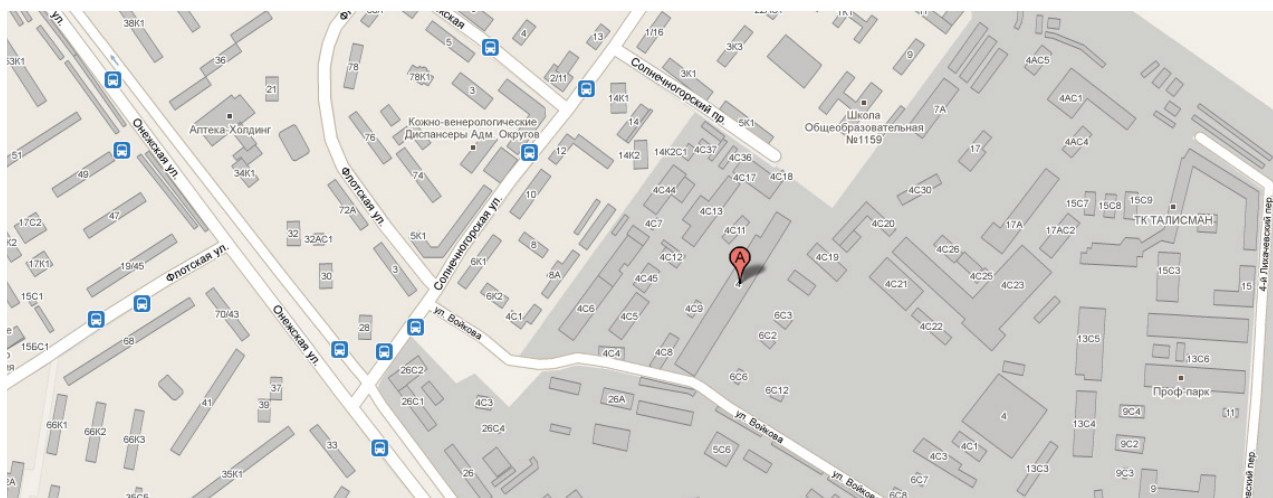 38К1
36
21
78
5
4
13
2/11
1/16
3К3
3К1
9
7А
4АС5
4АС1
4АС4
Солнечногорский пр.
5К1
Школа
Общеобразовательная
№1159
78К1
3
14К1
14
Кожно-венерологические
Диспансеры Адм. Округов
Аптека-Холдинг
Онежская ул.
51
49
34К1
76
74
12
14К2
14К2С1
4С37
4С36
4С17
4С18
17
4С30
4С44
4С13
4С7
4С11
10
47
17С2
72А
Флотская ул.
32
32АС1
5К1
Солнечногорская ул.
8
8А
6К1
4С12
4С45
A
4С19
4С20
4С26
4С25
4С23
17А
17АС2
15С7
15С8
15С9
ТК ТАЛИСМАН
4-й Лихачевский пер.
15С3
15
17К1
19/45
Флотская ул.
30
3
6К2
4С1
4С6
4С5
4С9
4С21
4С22
15С1
70/43
28
Онежская ул.
ул. Войкова
4С4
4С8
6С3
6С2
13С5
13С6
15БС1
68
26С2
26С1
4С3
26С4
26А
6С6
6С12
Проф-парк
37
39
41
ул. Войкова
4
9С4
11
13С4
9С2
66К1
66К2
66К3
33
35К1
26
5С6
4С1
4С3
13С3
9С3
9
6С7
6С8
35С5